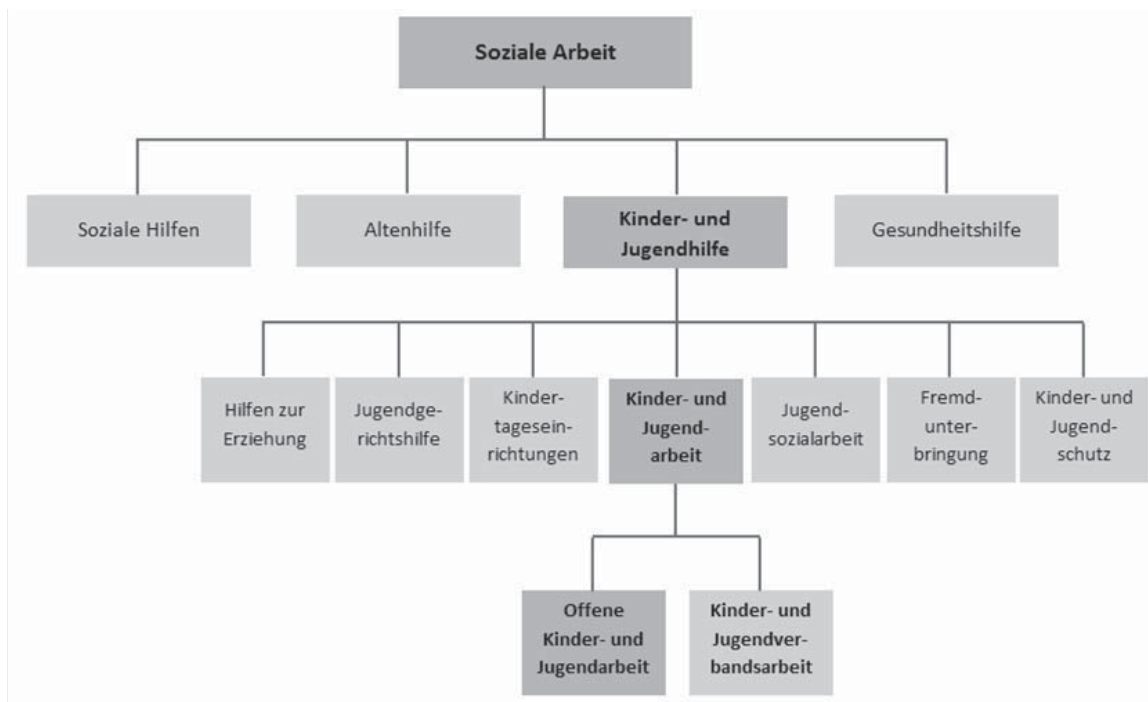 Soziale Arbeit
Soziale Hilfen
Altenhilfe
Kinder- und
Jugendhilfe
Gesundheitshilfe
Hilfen zur
Erziehung
Jugendge-
richtshilfe
Kinder-
tagesein-
richtungen
Kinder- und
Jugend-
arbeit
Jugend-
sozialarbeit
Fremd-
unter-
bringung
Kinder- und
Jugend-
schutz
Offene
Kinder- und
Jugendarbeit
Kinder- und
Jugendver-
bandsarbeit